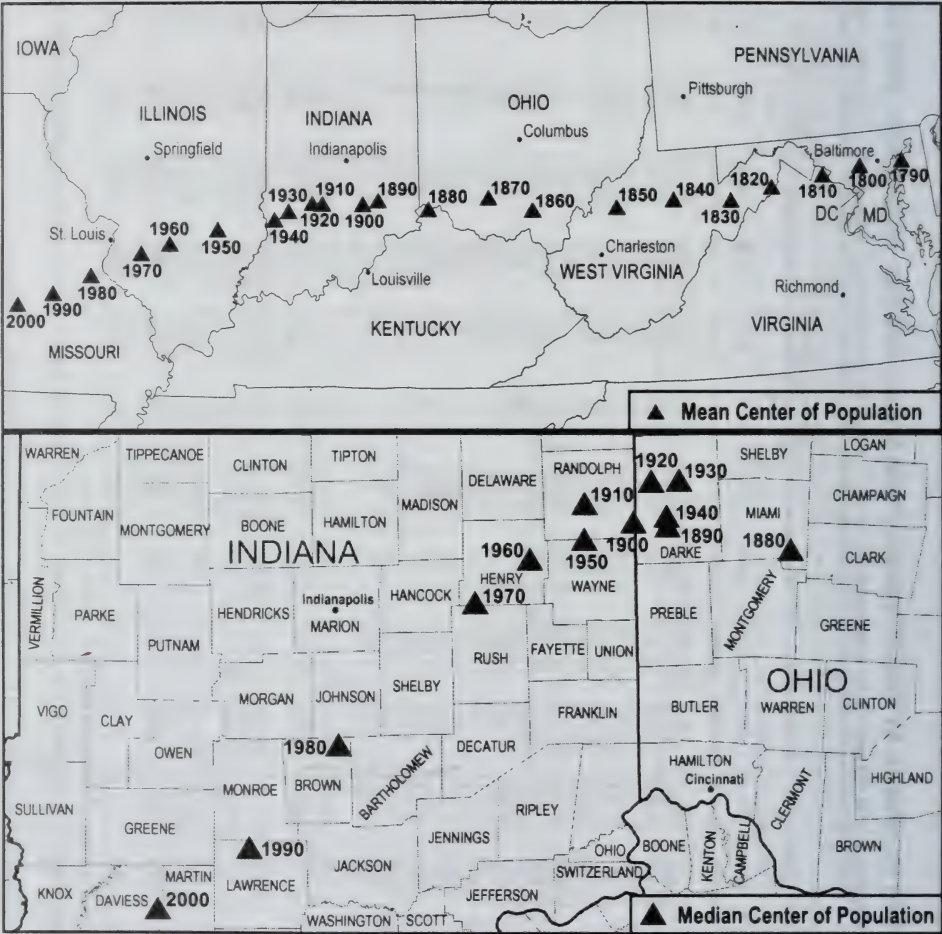 IOWA
PENNSYLVANIA
Pittsburgh
ILLINOIS
INDIANA
OHIO
Columbus
Springfield
Indianapolis
Baltimore
1930
1910
1890
1880
1870
1860
1850
1840
1820
1810
1800
1790
1920
1900
1830
DC
MD
1940
1960
1950
St. Louis
1970
Charleston
WEST VIRGINIA
Louisville
1980
1990
2000
Richmond
KENTUCKY
VIRGINIA
MISSOURI
Mean Center of Population
WARREN
TIPPECANOE
CLINTON
TIPTON
DELAWARE
RANDOLPH
1920
1930
SHELBY
LOGAN
FOUNTAIN
MONTGOMERY
BOONE
HAMILTON
MADISON
1910
CHAMPAIGN
MIAMI
1940
1890
INDIANA
1960
1950
1900
DARKE
1880
CLARK
HENRY
WAYNE
VERMILLION
PARKE
HENDRICKS
Indianapolis
MARION
HANCOCK
1970
PREBLE
MONTGOMERY
GREENE
PUTNAM
RUSH
FAYETTE
UNION
SHELBY
OHIO
VIGO
CLAY
MORGAN
JOHNSON
FRANKLIN
BUTLER
WARREN
CLINTON
OWEN
1980
DECATUR
HAMILTON
Cincinnati
HIGHLAND
MONROE
BROWN
BARTHOLOMEW
CLERMONT
SULLIVAN
GREENE
RIPLEY
JENNINGS
OHIO
BOONE
KENTON
CAMPBELL
BROWN
1990
JACKSON
SWITZERLAND
KNOX
DAVIESS
MARTIN
2000
LAWRENCE
JEFFERSON
WASHINGTON
SCOTT
Median Center of Population